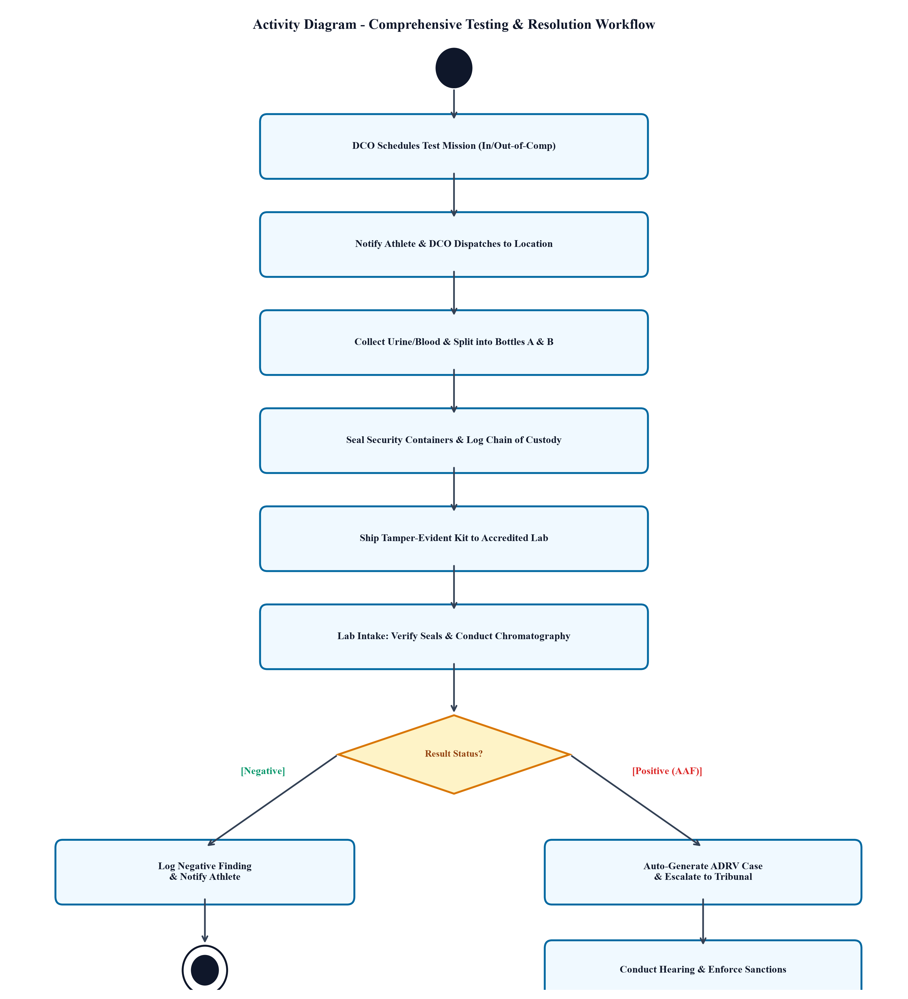 Activity Diagram - Comprehensive Testing & Resolution Workflow
DCO Schedules Test Mission (In/Out-of-Comp)
Notify Athlete & DCO Dispatches to Location
Collect Urine/Blood & Split into Bottles A & B
Seal Security Containers & Log Chain of Custody
Ship Tamper-Evident Kit to Accredited Lab
Lab Intake: Verify Seals & Conduct Chromatography
Result Status?
[Negative]
[Positive (AAF)]
Log Negative Finding
& Notify Athlete
Auto-Generate ADRV Case
& Escalate to Tribunal
Conduct Hearing & Enforce Sanctions